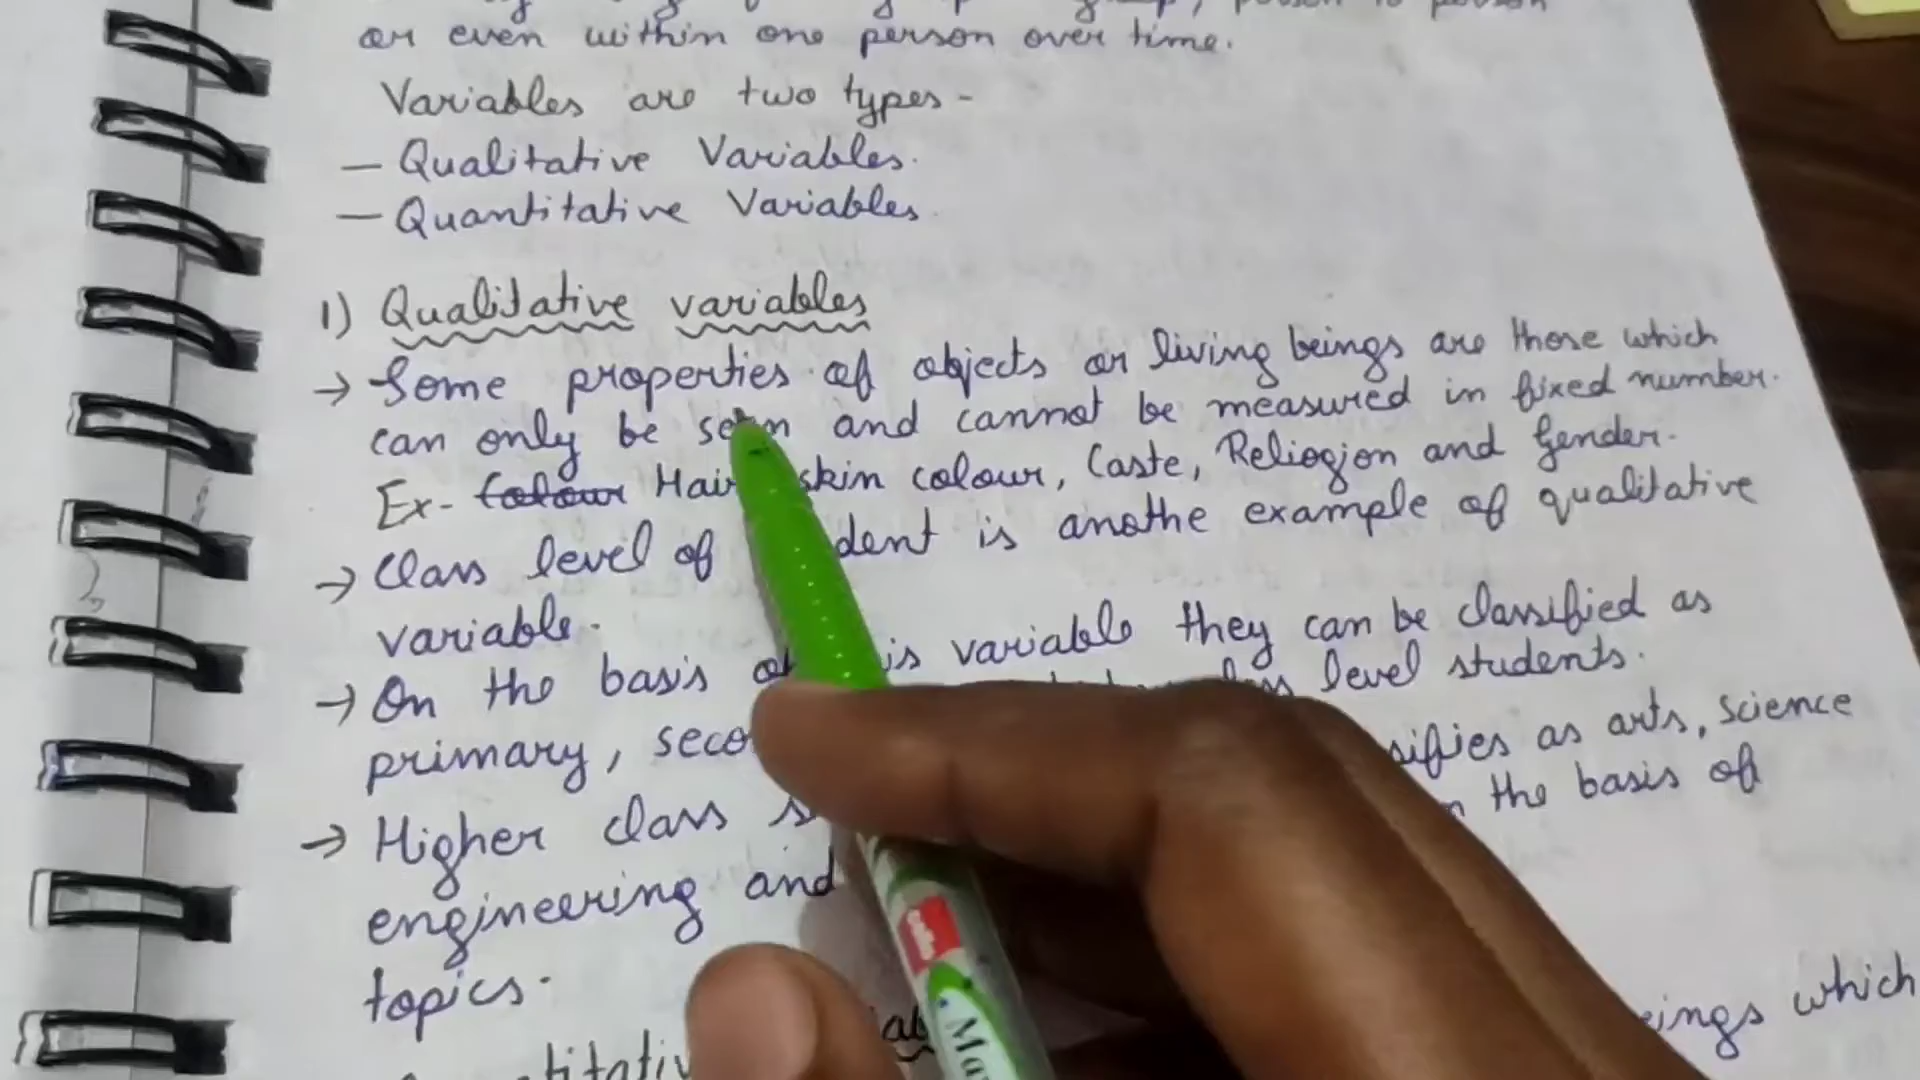 or even within one person over time.
Variables are two types -
— Qualitative Variables.
— Quantitative Variables
1) Qualitative variables
→ Some properties of objects or living beings are those which
can only be seen and cannot be measured in fixed number.
Ex- Colour Hair skin colour, Caste, Reliogion and Gender.
→ Class level of dent is anothe example of qualitative
variable.
→ On the basis is variable they can be classified as
primary, level students.
→ Higher class as arts, science
engineering and the basis of
topics.
which